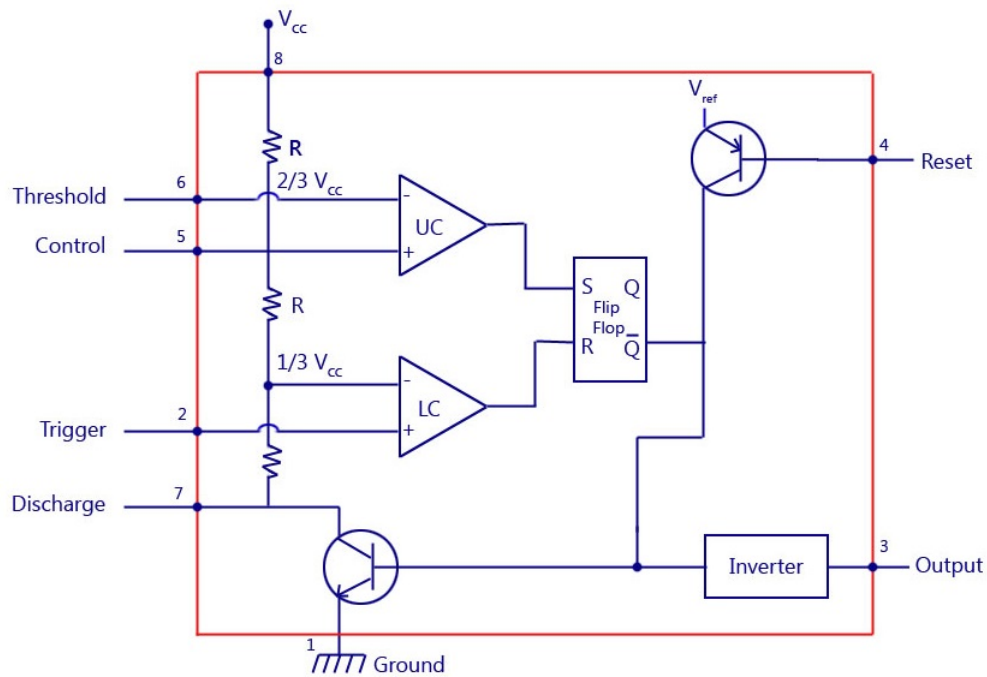 Vcc
8
Vref
R
4
Reset
6
2/3 Vcc
Threshold
-
UC
5
Control
+
S Q
R
Flip
Flop
R Q̅
1/3 Vcc
-
LC
2
Trigger
+
7
Discharge
3
Inverter
Output
1
Ground